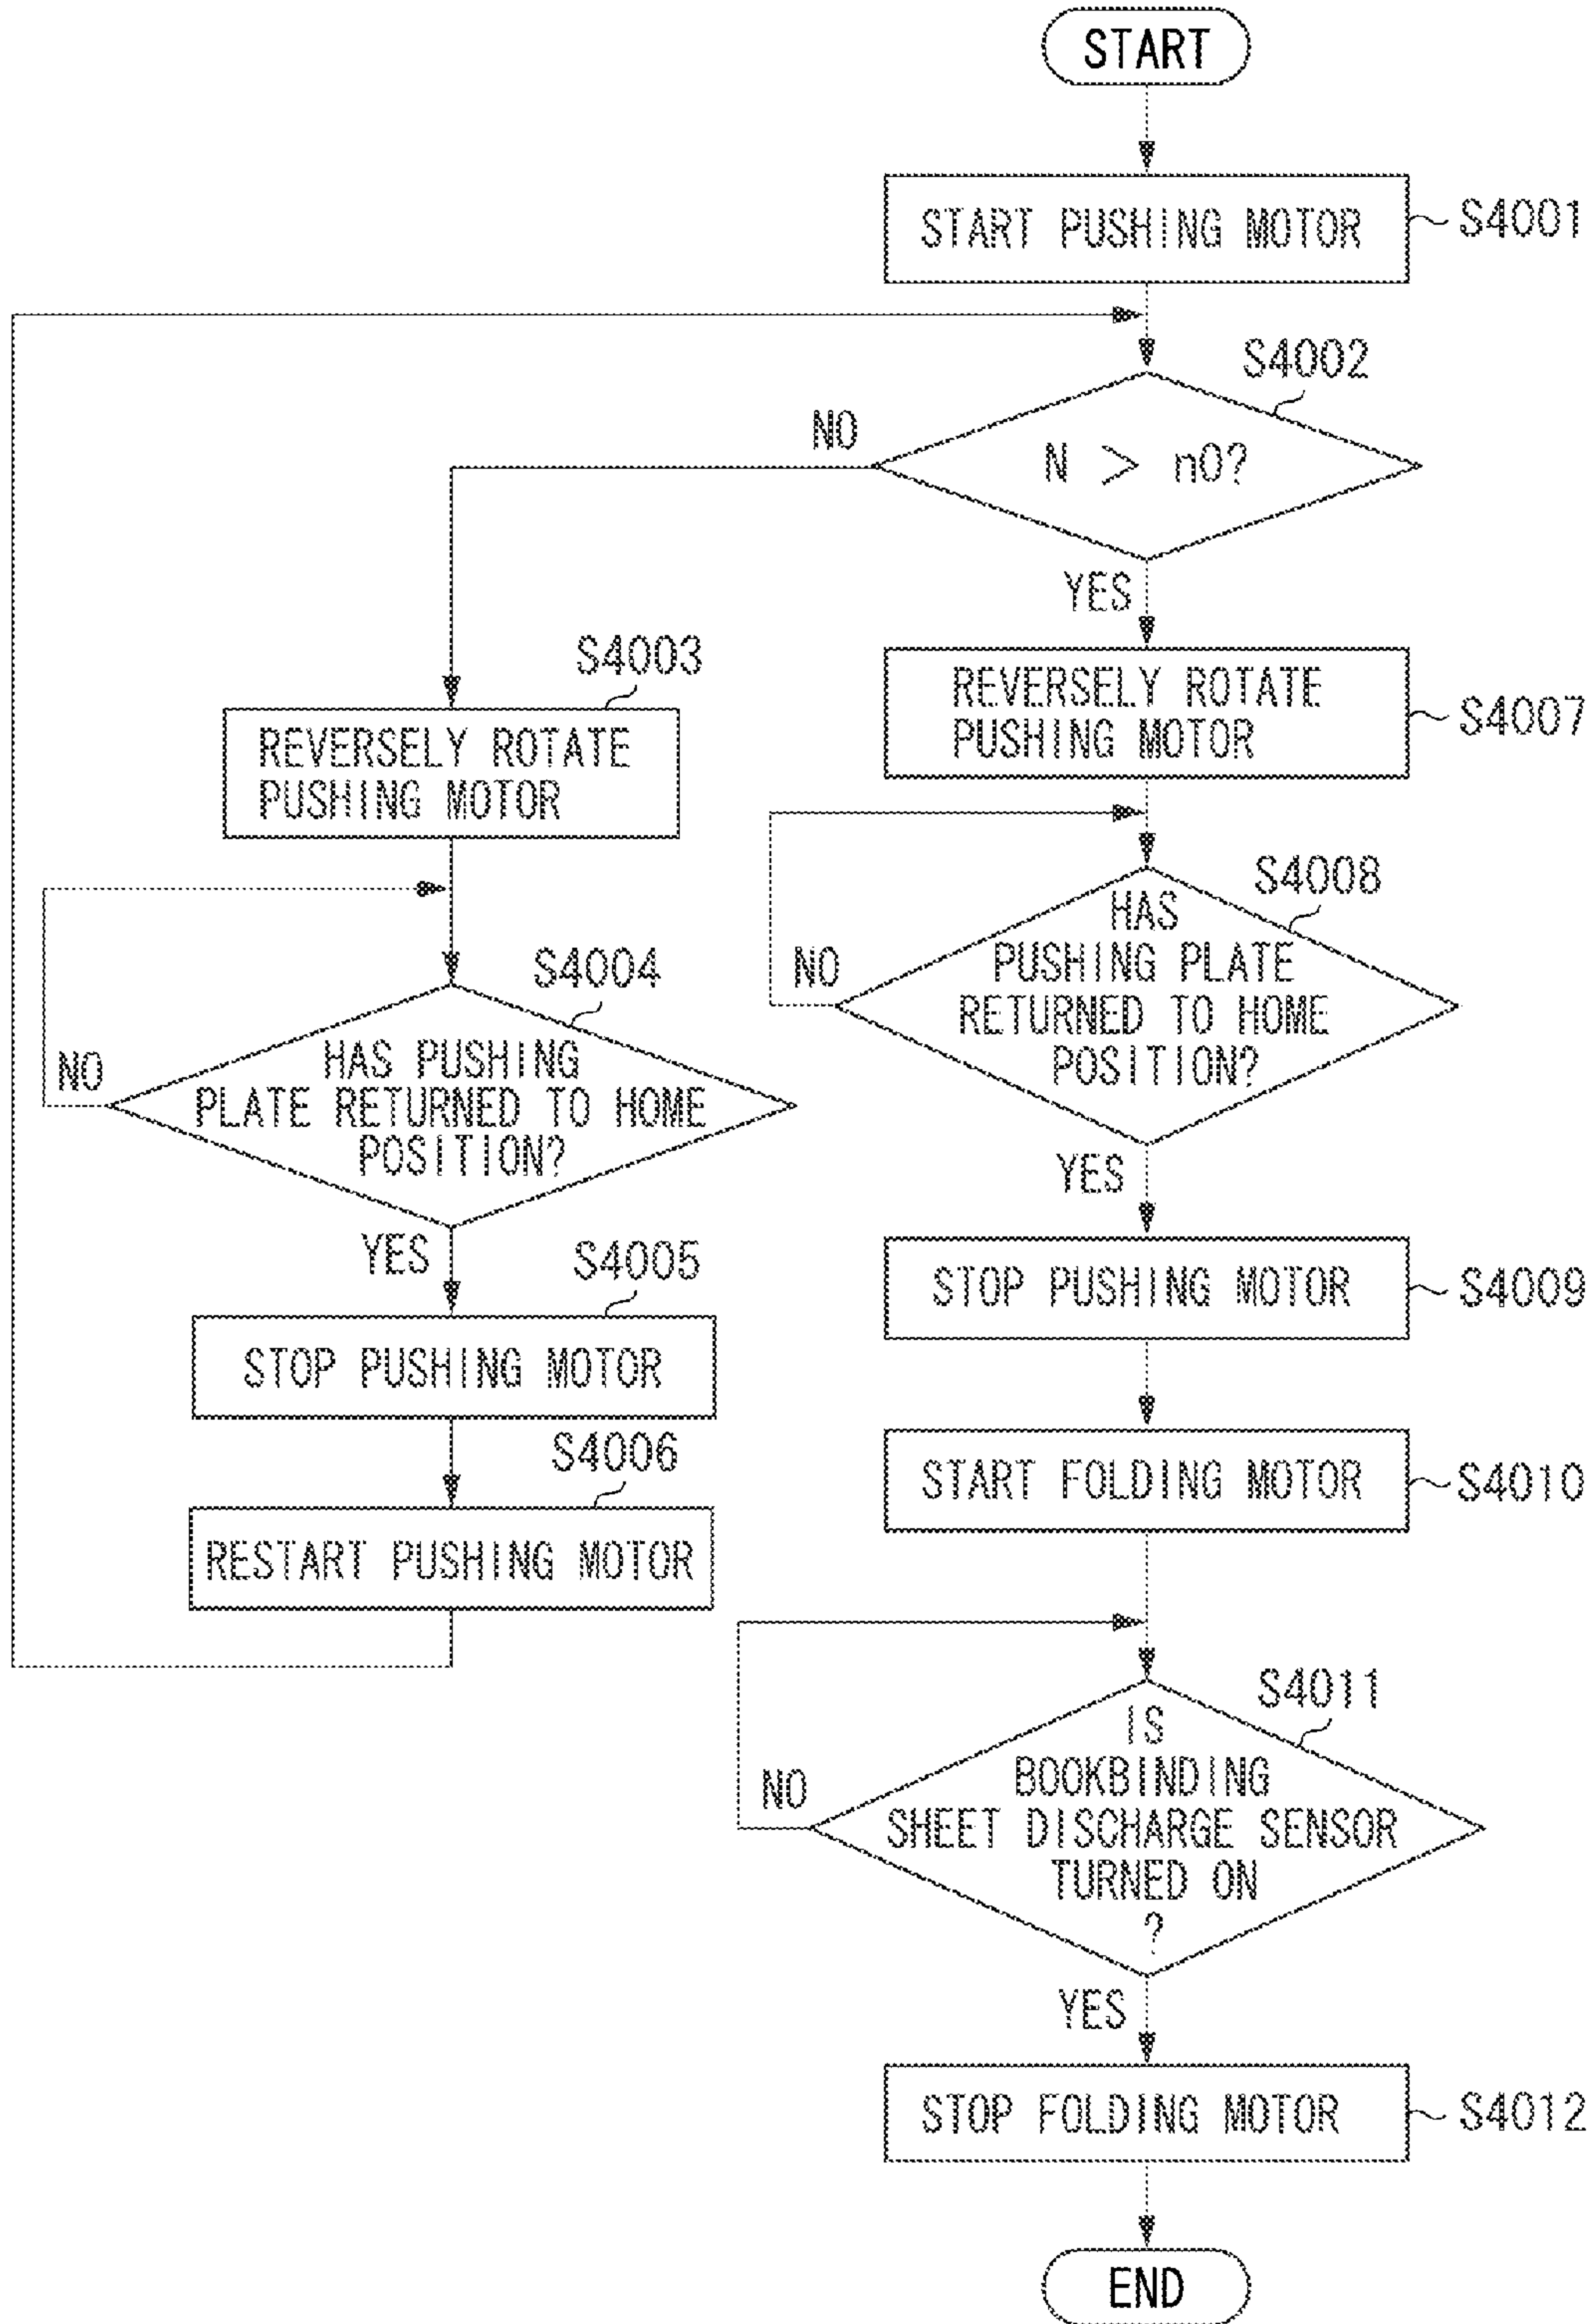 START
START PUSHING MOTOR
S4001
S4002
NO
N > n0?
YES
S4003
REVERSELY ROTATE
PUSHING MOTOR
REVERSELY ROTATE
PUSHING MOTOR
S4007
S4004
NO
HAS PUSHING
PLATE RETURNED TO HOME
POSITION?
YES
S4008
NO
HAS
PUSHING PLATE
RETURNED TO HOME
POSITION?
YES
S4005
STOP PUSHING MOTOR
S4006
RESTART PUSHING MOTOR
STOP PUSHING MOTOR
S4009
START FOLDING MOTOR
S4010
S4011
NO
IS
BOOKBINDING
SHEET DISCHARGE SENSOR
TURNED ON
?
YES
STOP FOLDING MOTOR
S4012
END